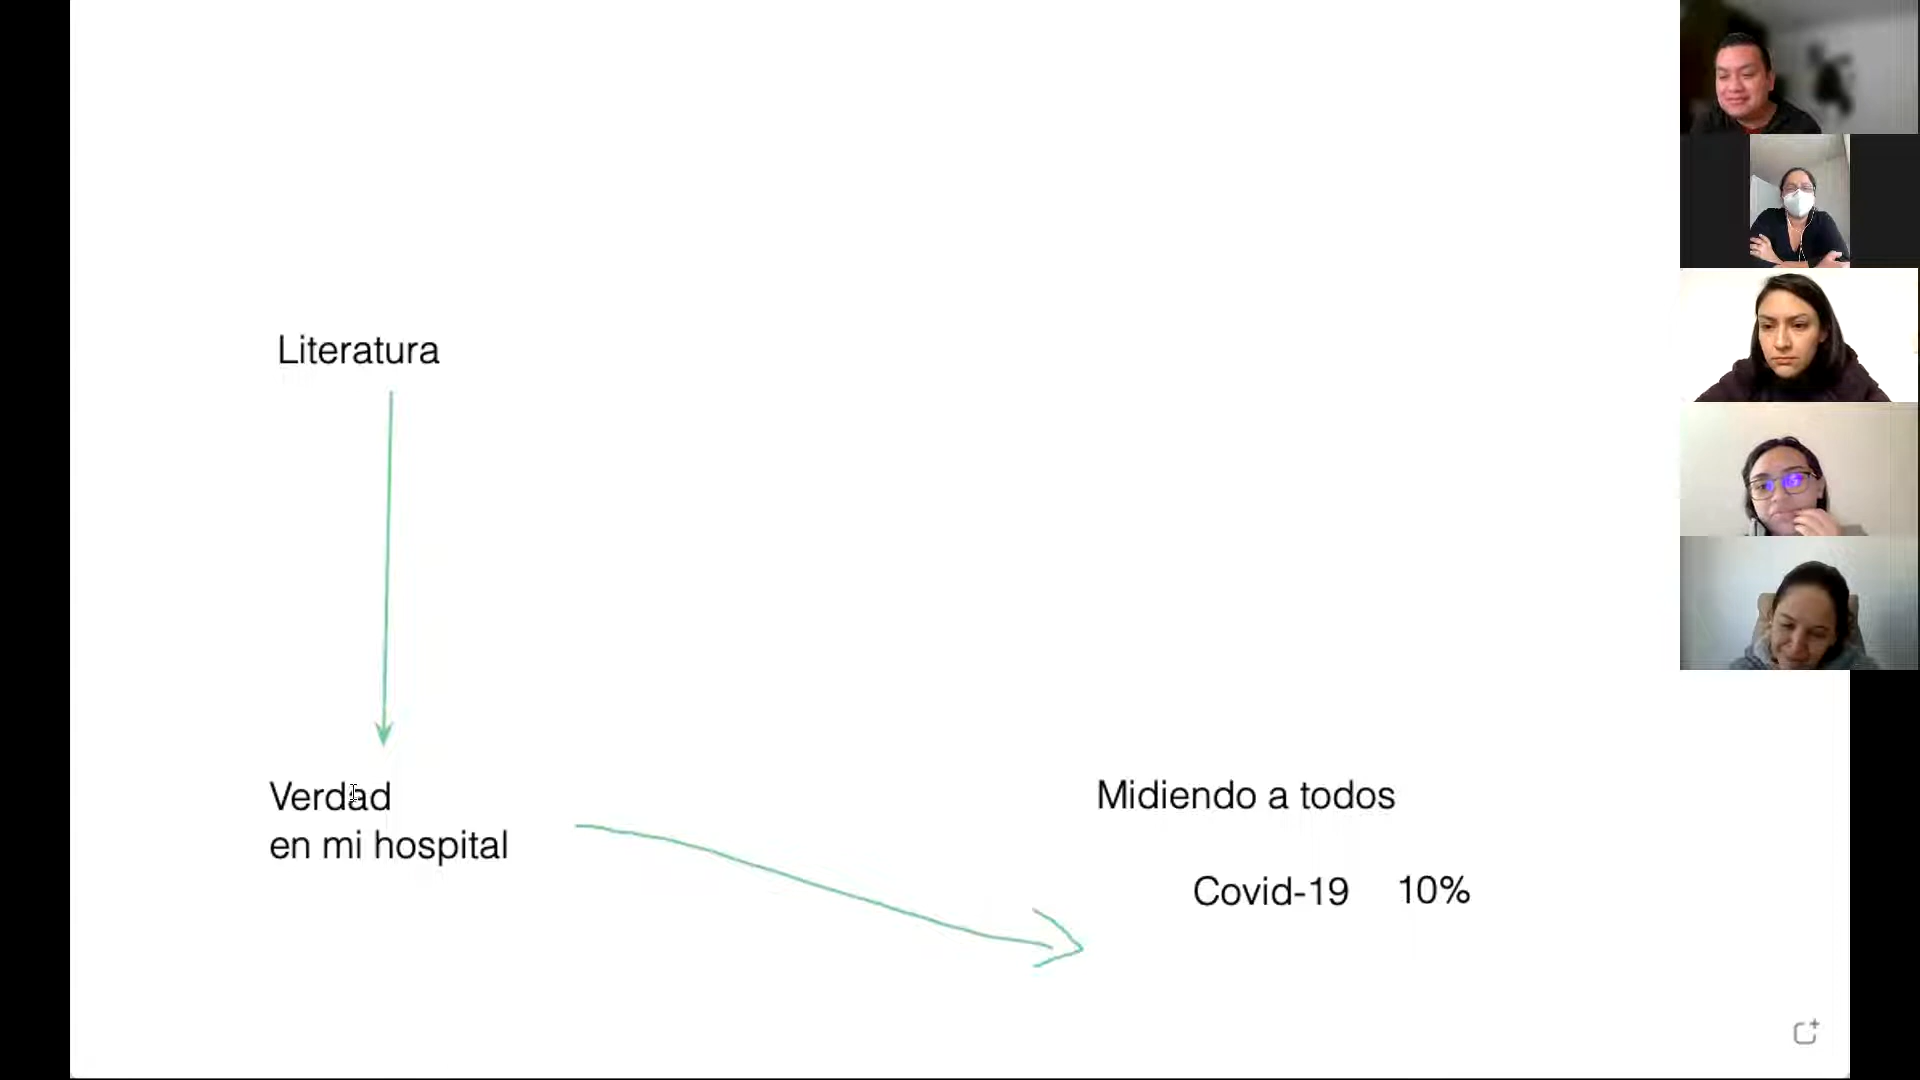 Literatura
Verdad
en mi hospital
Midiendo a todos
Covid-19 10%